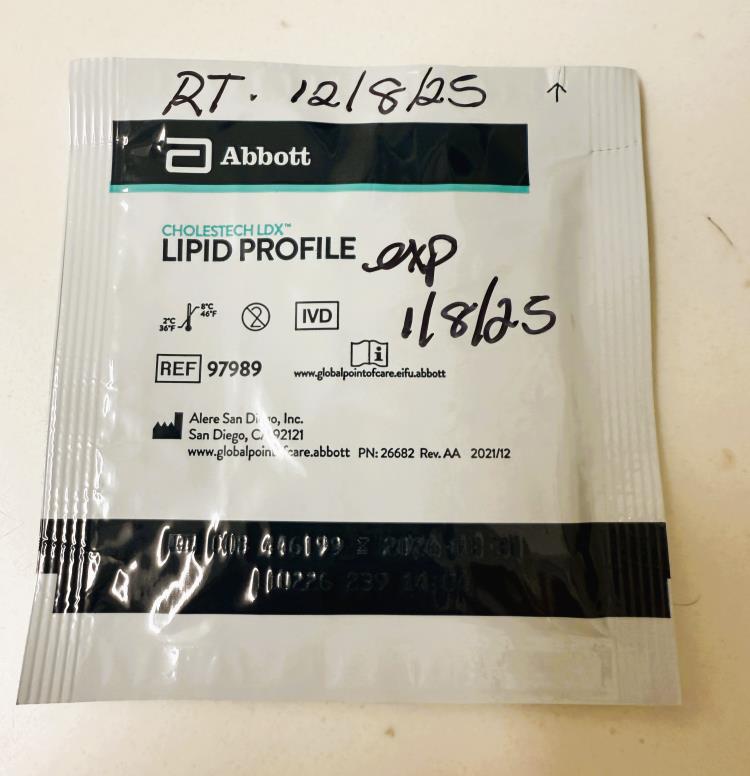 RT. 12/8/25
Abbott
CHOLESTECH LDX™
LIPID PROFILE exp
1/8/25
2°C 36°F 8°C 46°F
2
IVD
REF 97989
www.globalpointofcare.eifu.abbott
Alere San Diego, Inc.
San Diego, CA 92121
www.globalpointofcare.abbott PN: 26682 Rev. AA 2021/12
239